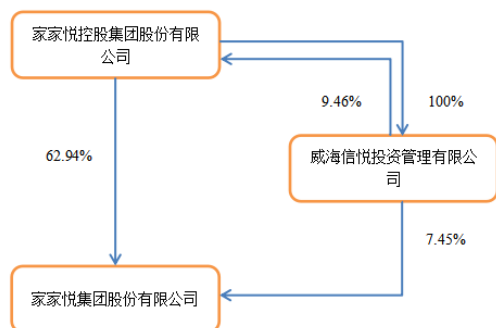 家家悦控股集团股份有限
公司
9.46%
100%
62.94%
威海信悦投资管理有限公
司
7.45%
家家悦集团股份有限公司